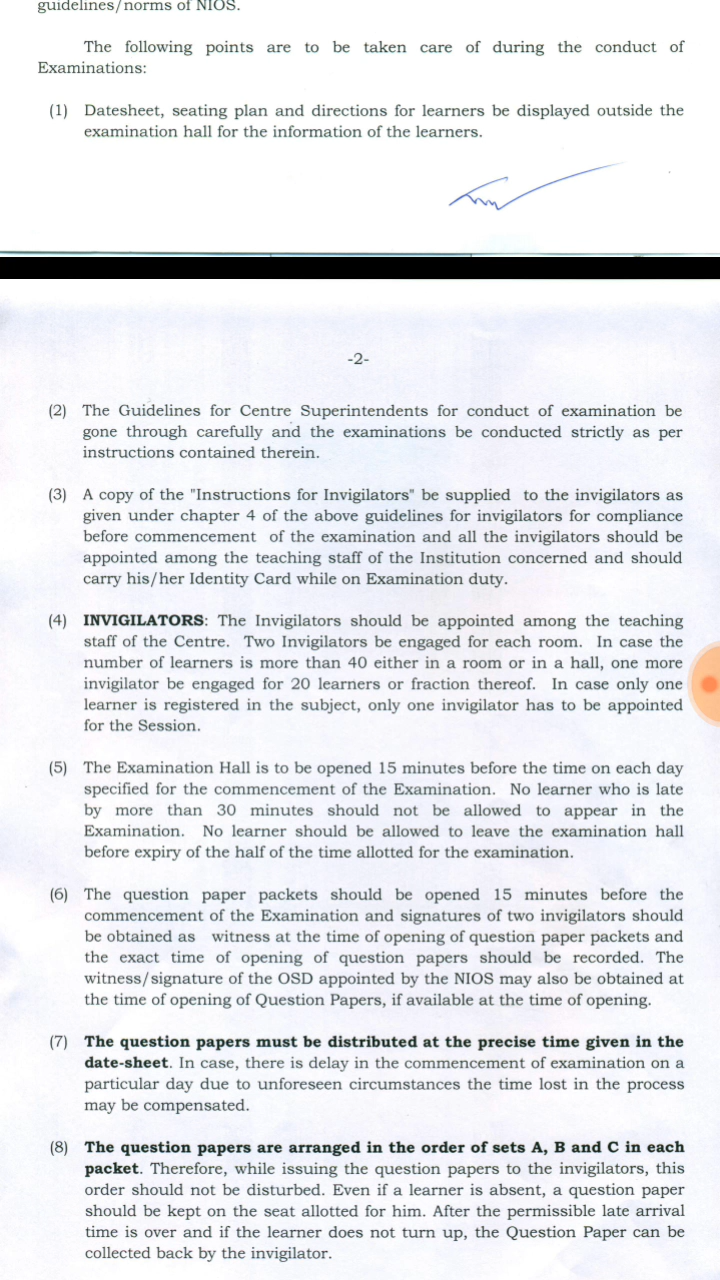 guidelines/norms of NIOS.
The following points are to be taken care of during the conduct of
Examinations:
(1) Datesheet, seating plan and directions for learners be displayed outside the
examination hall for the information of the learners.
-2-
(2) The Guidelines for Centre Superintendents for conduct of examination be
gone through carefully and the examinations be conducted strictly as per
instructions contained therein.
(3) A copy of the "Instructions for Invigilators" be supplied to the invigilators as
given under chapter 4 of the above guidelines for invigilators for compliance
before commencement of the examination and all the invigilators should be
appointed among the teaching staff of the Institution concerned and should
carry his/her Identity Card while on Examination duty.
(4) INVIGILATORS: The Invigilators should be appointed among the teaching
staff of the Centre. Two Invigilators be engaged for each room. In case the
number of learners is more than 40 either in a room or in a hall, one more
invigilator be engaged for 20 learners or fraction thereof. In case only one
learner is registered in the subject, only one invigilator has to be appointed
for the Session.
(5) The Examination Hall is to be opened 15 minutes before the time on each day
specified for the commencement of the Examination. No learner who is late
by more than 30 minutes should not be allowed to appear in the
Examination. No learner should be allowed to leave the examination hall
before expiry of the half of the time allotted for the examination.
(6) The question paper packets should be opened 15 minutes before the
commencement of the Examination and signatures of two invigilators should
be obtained as witness at the time of opening of question paper packets and
the exact time of opening of question papers should be recorded. The
witness/signature of the OSD appointed by the NIOS may also be obtained at
the time of opening of Question Papers, if available at the time of opening.
(7) The question papers must be distributed at the precise time given in the
date-sheet. In case, there is delay in the commencement of examination on a
particular day due to unforeseen circumstances the time lost in the process
may be compensated.
(8) The question papers are arranged in the order of sets A, B and C in each
packet. Therefore, while issuing the question papers to the invigilators, this
order should not be disturbed. Even if a learner is absent, a question paper
should be kept on the seat allotted for him. After the permissible late arrival
time is over and if the learner does not turn up, the Question Paper can be
collected back by the invigilator.